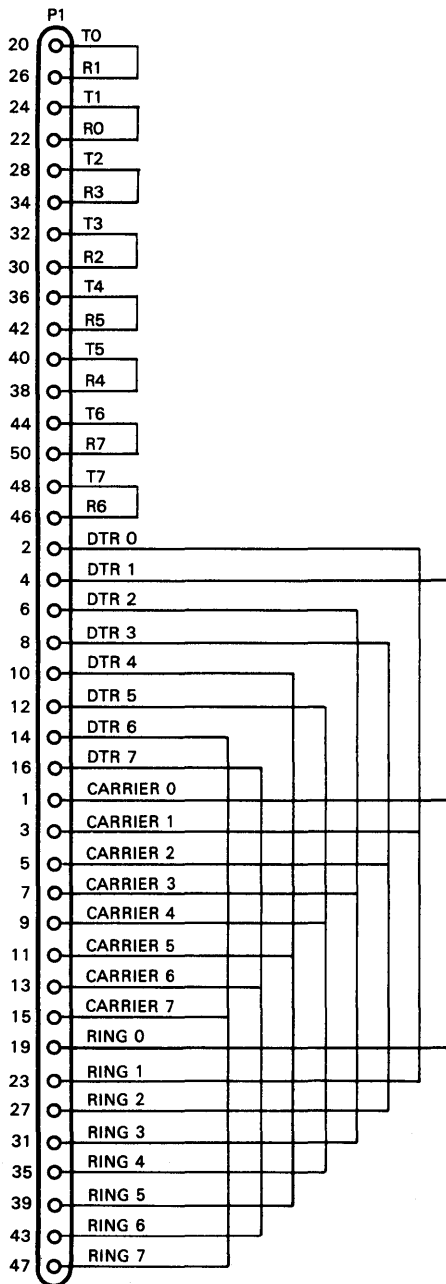 P1
20 T0
26 R1
24 T1
22 R0
28 T2
34 R3
32 T3
30 R2
36 T4
42 R5
40 T5
38 R4
44 T6
50 R7
48 T7
46 R6
2 DTR 0
4 DTR 1
6 DTR 2
8 DTR 3
10 DTR 4
12 DTR 5
14 DTR 6
16 DTR 7
1 CARRIER 0
3 CARRIER 1
5 CARRIER 2
7 CARRIER 3
9 CARRIER 4
11 CARRIER 5
13 CARRIER 6
15 CARRIER 7
19 RING 0
23 RING 1
27 RING 2
31 RING 3
35 RING 4
39 RING 5
43 RING 6
47 RING 7